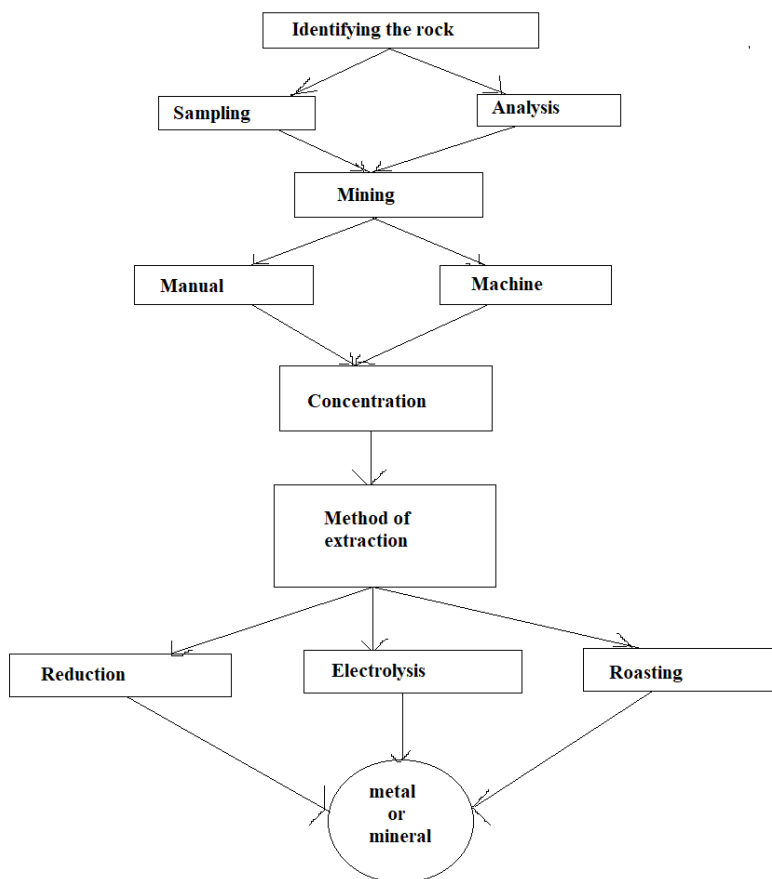 Identifying the rock
Sampling
Analysis
Mining
Manual
Machine
Concentration
Method of
extraction
Reduction
Electrolysis
Roasting
metal
or
mineral